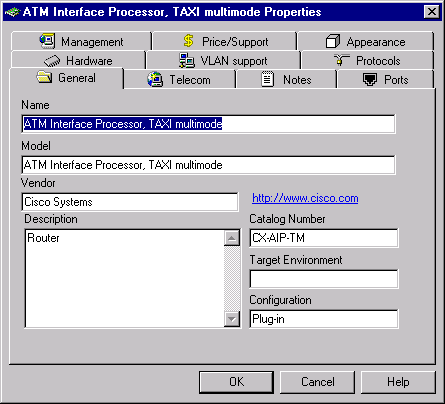 ATM Interface Processor, TAXI multimode Properties
Management Price/Support Appearance
Hardware VLAN support Protocols
General Telecom Notes Ports
Name
ATM Interface Processor, TAXI multimode
Model
ATM Interface Processor, TAXI multimode
Vendor
Cisco Systems http://www.cisco.com
Description Catalog Number
Router CX-AIP-TM
Target Environment
Configuration
Plug-in
OK Cancel Help